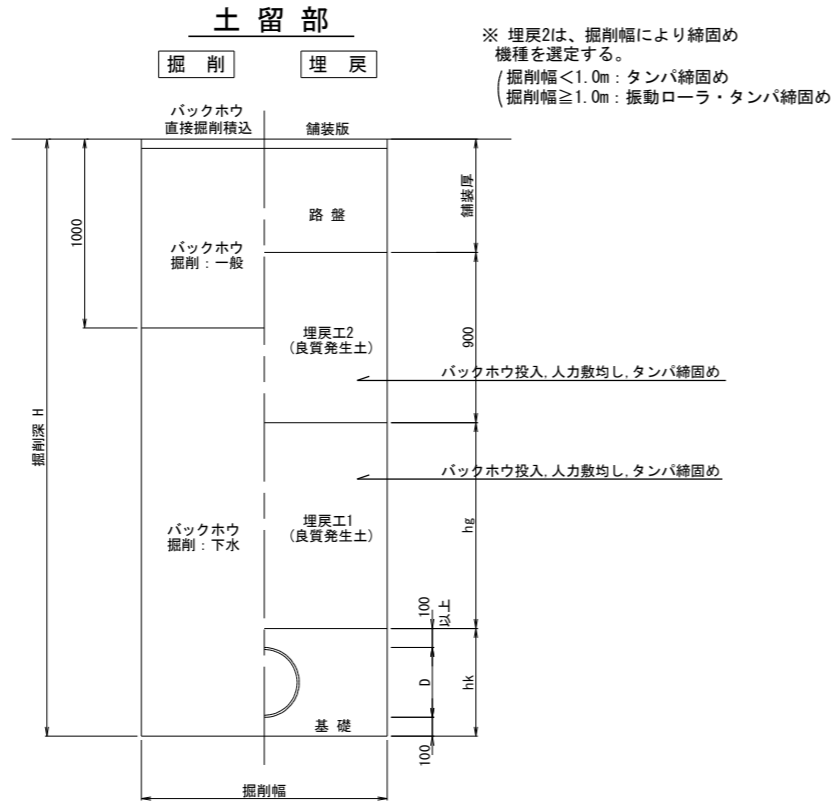 土留部
※ 埋戻2は、掘削幅により締固め
機種を選定する。
掘削幅<1.0m：タンパ締固め
掘削幅≧1.0m：振動ローラ・タンパ締固め
掘削
埋戻
バックホウ
直接掘削積込
舗装版
舗装厚
1000
路盤
バックホウ
掘削：一般
埋戻工2
(良質発生土)
900
バックホウ投入,人力敷均し,タンパ締固め
掘削深 H
バックホウ投入,人力敷均し,タンパ締固め
バックホウ
掘削：下水
埋戻工1
(良質発生土)
hg
100
以上
D
hk
基礎
100
掘削幅